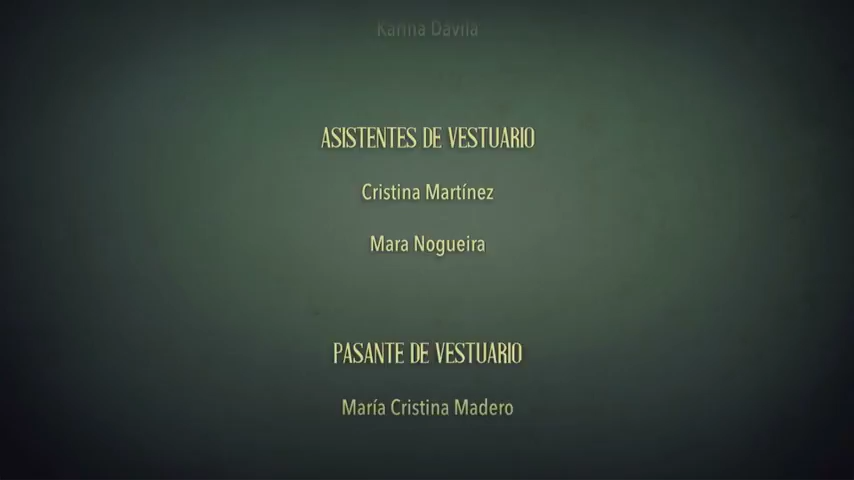 Karina Dávila
ASISTENTES DE VESTUARIO
Cristina Martínez
Mara Nogueira
PASANTE DE VESTUARIO
María Cristina Madero